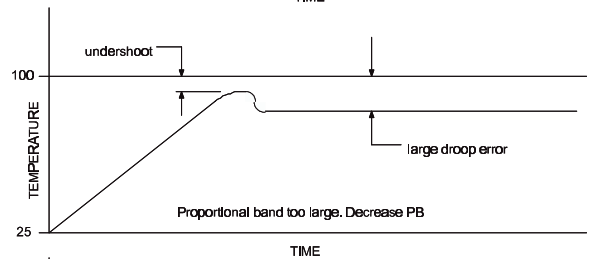 undershoot
100
TEMPERATURE
large droop error
Proportional band too large. Decrease PB
25
TIME